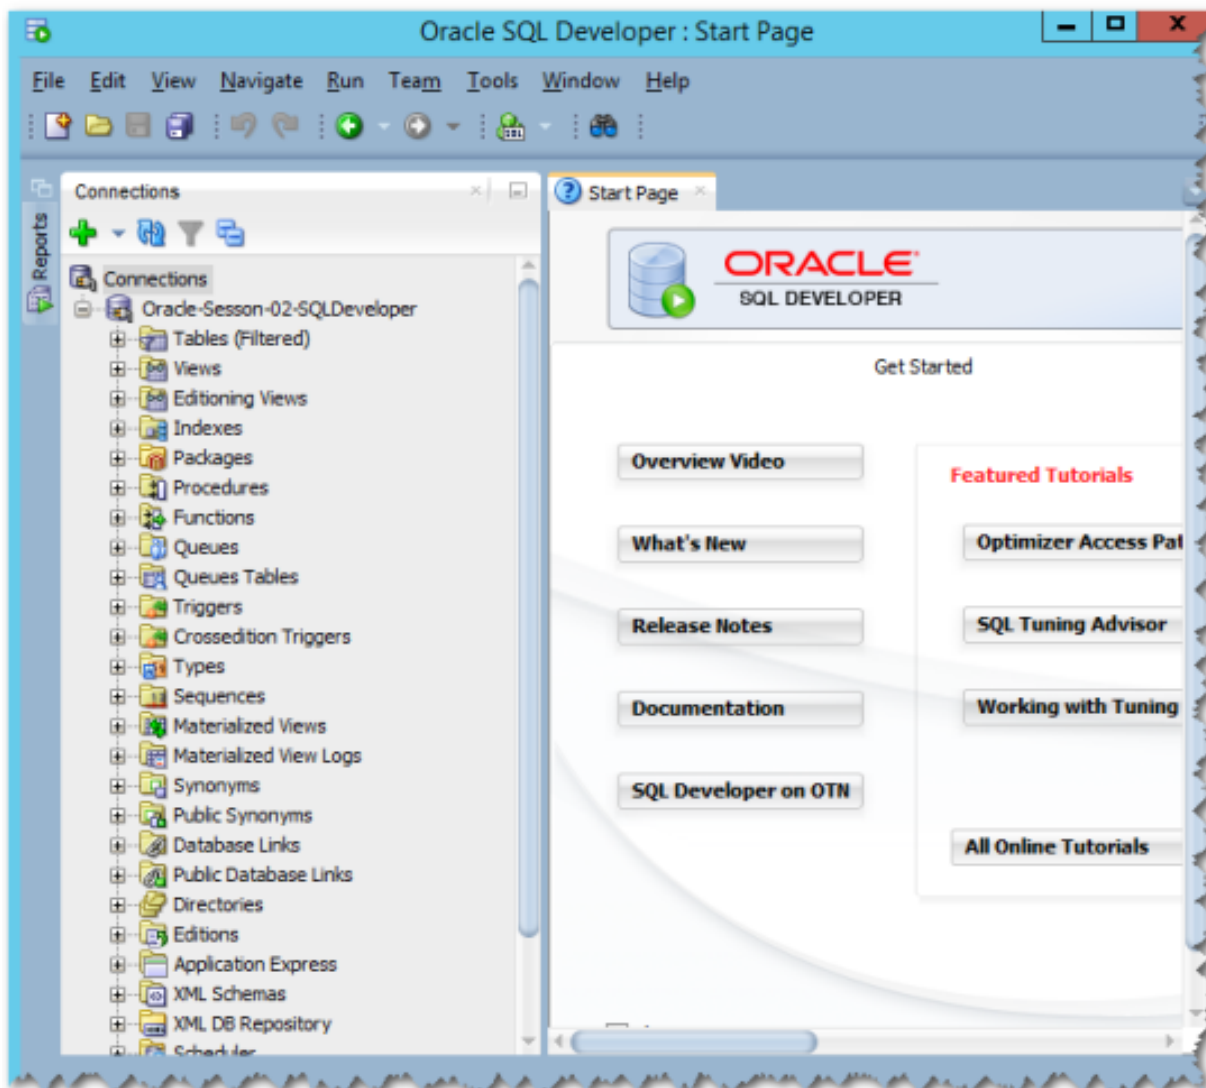 Oracle SQL Developer : Start Page
File Edit View Navigate Run Team Tools Window Help
Reports
Connections
Connections
Oracle-Sesson-02-SQLDeveloper
Tables (Filtered)
Views
Editioning Views
Indexes
Packages
Procedures
Functions
Queues
Queues Tables
Triggers
Crossedition Triggers
Types
Sequences
Materialized Views
Materialized View Logs
Synonyms
Public Synonyms
Database Links
Public Database Links
Directories
Editions
Application Express
XML Schemas
XML DB Repository
Scheduler
Start Page
ORACLE
SQL DEVELOPER
Get Started
Overview Video
What's New
Release Notes
Documentation
SQL Developer on OTN
Featured Tutorials
Optimizer Access Pat
SQL Tuning Advisor
Working with Tuning
All Online Tutorials